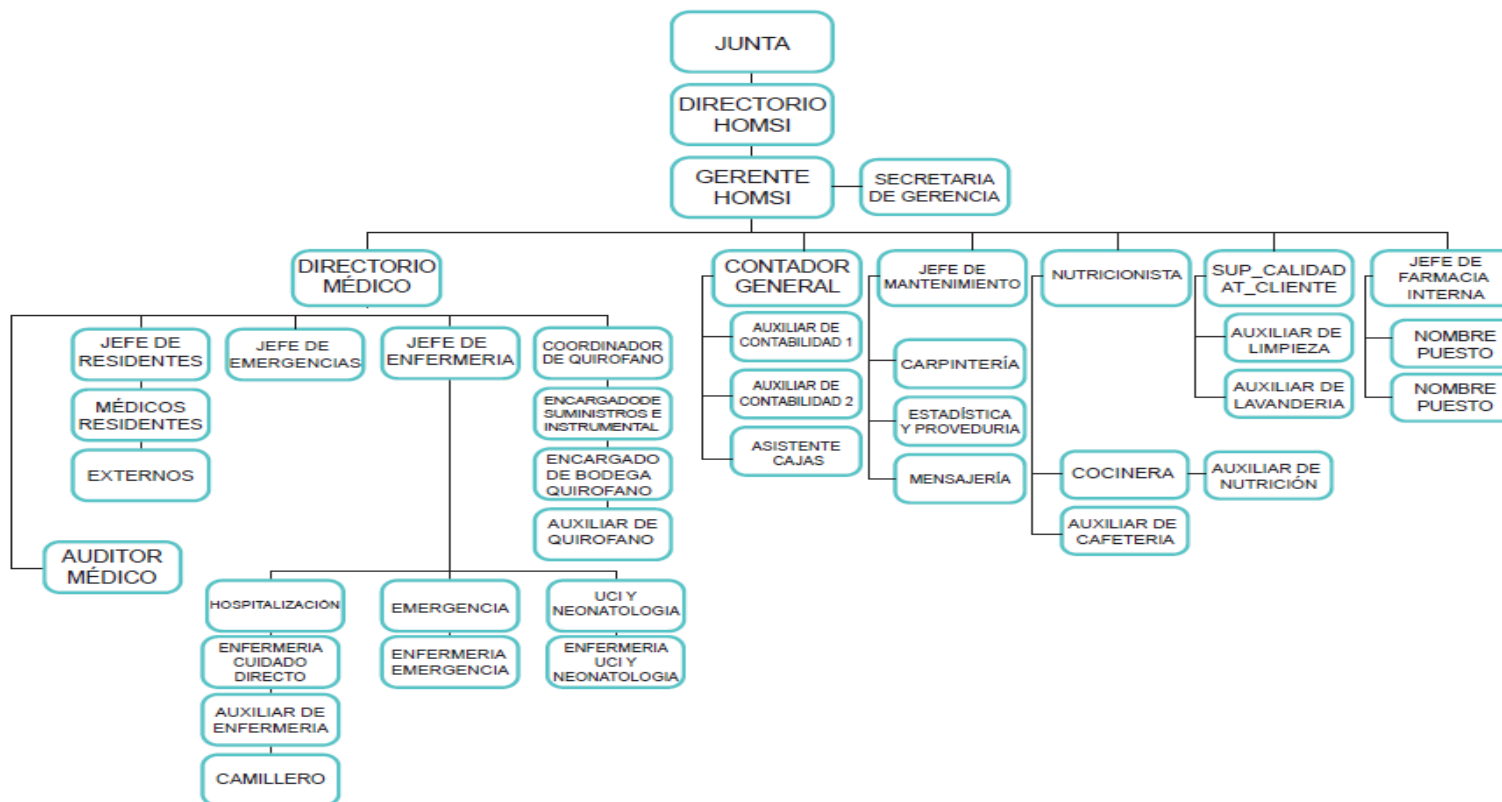 JUNTA
DIRECTORIO
HOMSI
GERENTE
HOMSI
SECRETARIA
DE GERENCIA
DIRECTORIO
MÉDICO
CONTADOR
GENERAL
JEFE DE
MANTENIMIENTO
NUTRICIONISTA
SUP_CALIDAD
AT_CLIENTE
JEFE DE
FARMACIA
INTERNA
JEFE DE
RESIDENTES
JEFE DE
EMERGENCIAS
JEFE DE
ENFERMERIA
COORDINADOR
DE QUIROFANO
MÉDICOS
RESIDENTES
EXTERNOS
ENCARGADODE
SUMINISTROS E
INSTRUMENTAL
ENCARGADO
DE BODEGA
QUIROFANO
AUXILIAR DE
QUIROFANO
AUDITOR
MÉDICO
HOSPITALIZACIÓN
EMERGENCIA
UCI Y
NEONATOLOGIA
ENFERMERIA
CUIDADO
DIRECTO
ENFERMERIA
EMERGENCIA
ENFERMERIA
UCI Y
NEONATOLOGIA
AUXILIAR DE
ENFERMERIA
CAMILLERO
AUXILIAR DE
CONTABILIDAD 1
AUXILIAR DE
CONTABILIDAD 2
ASISTENTE
CAJAS
CARPINTERÍA
ESTADÍSTICA
Y PROVEDURIA
MENSAJERÍA
COCINERA
AUXILIAR DE
NUTRICIÓN
AUXILIAR DE
CAFETERIA
AUXILIAR DE
LIMPIEZA
AUXILIAR DE
LAVANDERIA
NOMBRE
PUESTO
NOMBRE
PUESTO